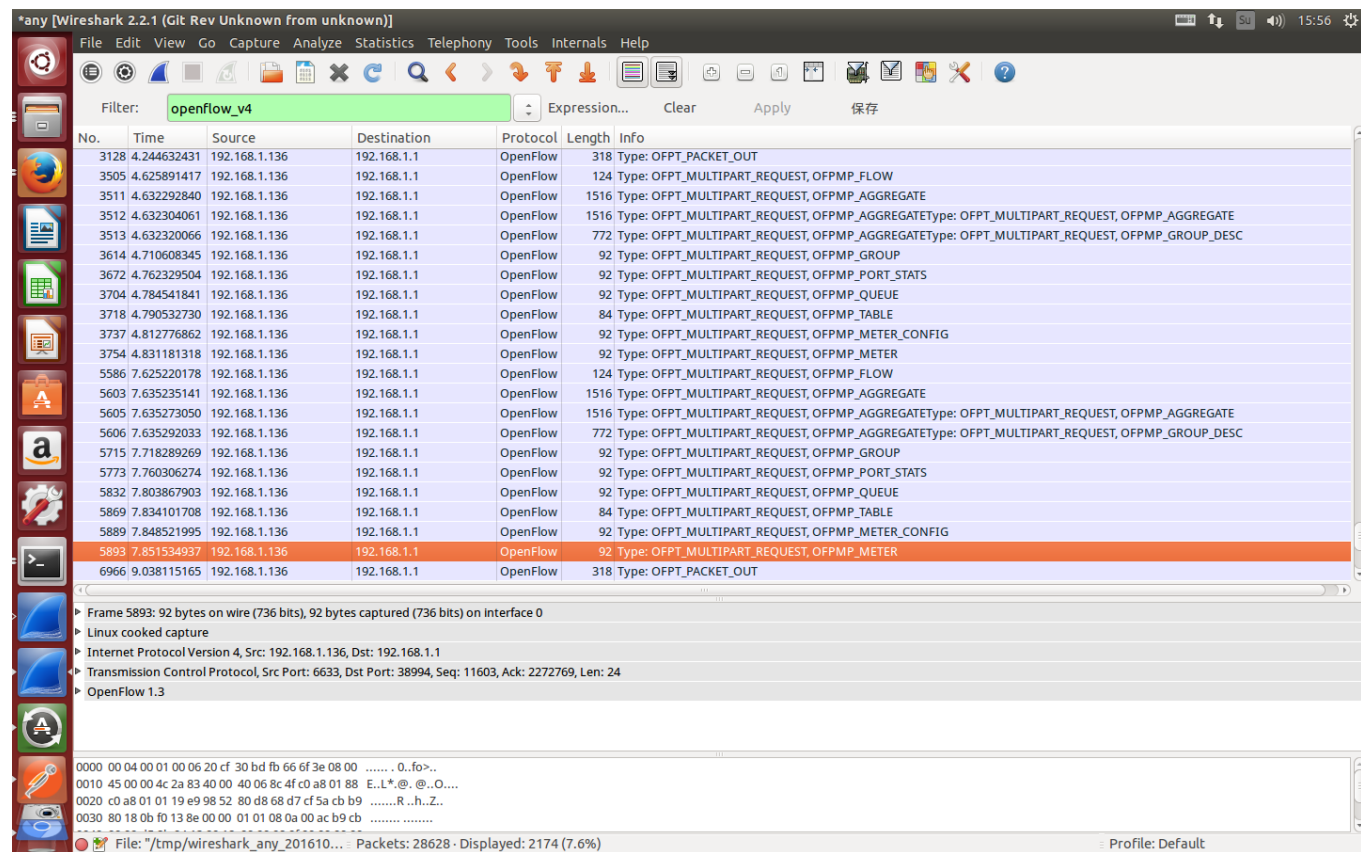 *any [Wireshark 2.2.1 (Git Rev Unknown from unknown)]
Su
15:56
File Edit View Go Capture Analyze Statistics Telephony Tools Internals Help
Filter: openflow_v4 Expression... Clear Apply 保存
No. Time Source Destination Protocol Length Info
3128 4.244632431 192.168.1.136 192.168.1.1 OpenFlow 318 Type: OFPT_PACKET_OUT
3505 4.625891417 192.168.1.136 192.168.1.1 OpenFlow 124 Type: OFPT_MULTIPART_REQUEST, OFPMP_FLOW
3511 4.632292840 192.168.1.136 192.168.1.1 OpenFlow 1516 Type: OFPT_MULTIPART_REQUEST, OFPMP_AGGREGATE
3512 4.632304061 192.168.1.136 192.168.1.1 OpenFlow 1516 Type: OFPT_MULTIPART_REQUEST, OFPMP_AGGREGATEType: OFPT_MULTIPART_REQUEST, OFPMP_AGGREGATE
3513 4.632320066 192.168.1.136 192.168.1.1 OpenFlow 772 Type: OFPT_MULTIPART_REQUEST, OFPMP_AGGREGATEType: OFPT_MULTIPART_REQUEST, OFPMP_GROUP_DESC
3614 4.710608345 192.168.1.136 192.168.1.1 OpenFlow 92 Type: OFPT_MULTIPART_REQUEST, OFPMP_GROUP
3672 4.762329504 192.168.1.136 192.168.1.1 OpenFlow 92 Type: OFPT_MULTIPART_REQUEST, OFPMP_PORT_STATS
3704 4.784541841 192.168.1.136 192.168.1.1 OpenFlow 92 Type: OFPT_MULTIPART_REQUEST, OFPMP_QUEUE
3718 4.790532730 192.168.1.136 192.168.1.1 OpenFlow 84 Type: OFPT_MULTIPART_REQUEST, OFPMP_TABLE
3737 4.812776862 192.168.1.136 192.168.1.1 OpenFlow 92 Type: OFPT_MULTIPART_REQUEST, OFPMP_METER_CONFIG
3754 4.831181318 192.168.1.136 192.168.1.1 OpenFlow 92 Type: OFPT_MULTIPART_REQUEST, OFPMP_METER
5586 7.625220178 192.168.1.136 192.168.1.1 OpenFlow 124 Type: OFPT_MULTIPART_REQUEST, OFPMP_FLOW
5603 7.635235141 192.168.1.136 192.168.1.1 OpenFlow 1516 Type: OFPT_MULTIPART_REQUEST, OFPMP_AGGREGATE
5605 7.635273050 192.168.1.136 192.168.1.1 OpenFlow 1516 Type: OFPT_MULTIPART_REQUEST, OFPMP_AGGREGATEType: OFPT_MULTIPART_REQUEST, OFPMP_AGGREGATE
5606 7.635292033 192.168.1.136 192.168.1.1 OpenFlow 772 Type: OFPT_MULTIPART_REQUEST, OFPMP_AGGREGATEType: OFPT_MULTIPART_REQUEST, OFPMP_GROUP_DESC
5715 7.718289269 192.168.1.136 192.168.1.1 OpenFlow 92 Type: OFPT_MULTIPART_REQUEST, OFPMP_GROUP
5773 7.760306274 192.168.1.136 192.168.1.1 OpenFlow 92 Type: OFPT_MULTIPART_REQUEST, OFPMP_PORT_STATS
5832 7.803867903 192.168.1.136 192.168.1.1 OpenFlow 92 Type: OFPT_MULTIPART_REQUEST, OFPMP_QUEUE
5869 7.834101708 192.168.1.136 192.168.1.1 OpenFlow 84 Type: OFPT_MULTIPART_REQUEST, OFPMP_TABLE
5889 7.848521995 192.168.1.136 192.168.1.1 OpenFlow 92 Type: OFPT_MULTIPART_REQUEST, OFPMP_METER_CONFIG
5893 7.851534937 192.168.1.136 192.168.1.1 OpenFlow 92 Type: OFPT_MULTIPART_REQUEST, OFPMP_METER
6966 9.038115165 192.168.1.136 192.168.1.1 OpenFlow 318 Type: OFPT_PACKET_OUT
Frame 5893: 92 bytes on wire (736 bits), 92 bytes captured (736 bits) on interface 0
Linux cooked capture
Internet Protocol Version 4, Src: 192.168.1.136, Dst: 192.168.1.1
Transmission Control Protocol, Src Port: 6633, Dst Port: 38994, Seq: 11603, Ack: 2272769, Len: 24
OpenFlow 1.3
0000 00 04 00 01 00 06 20 cf 30 bd fb 66 6f 3e 08 00 ...... . 0..fo>..
0010 45 00 00 4c 2a 83 40 00 40 06 8c 4f c0 a8 01 88 E..L*.@. @..O....
0020 c0 a8 01 01 19 e9 98 52 80 d8 68 d7 cf 5a cb b9 .......R ..h..Z..
0030 80 18 0b f0 13 8e 00 00 01 01 08 0a 00 ac b9 cb ........ ........
File: "/tmp/wireshark_any_201610... Packets: 28628 · Displayed: 2174 (7.6%) Profile: Default